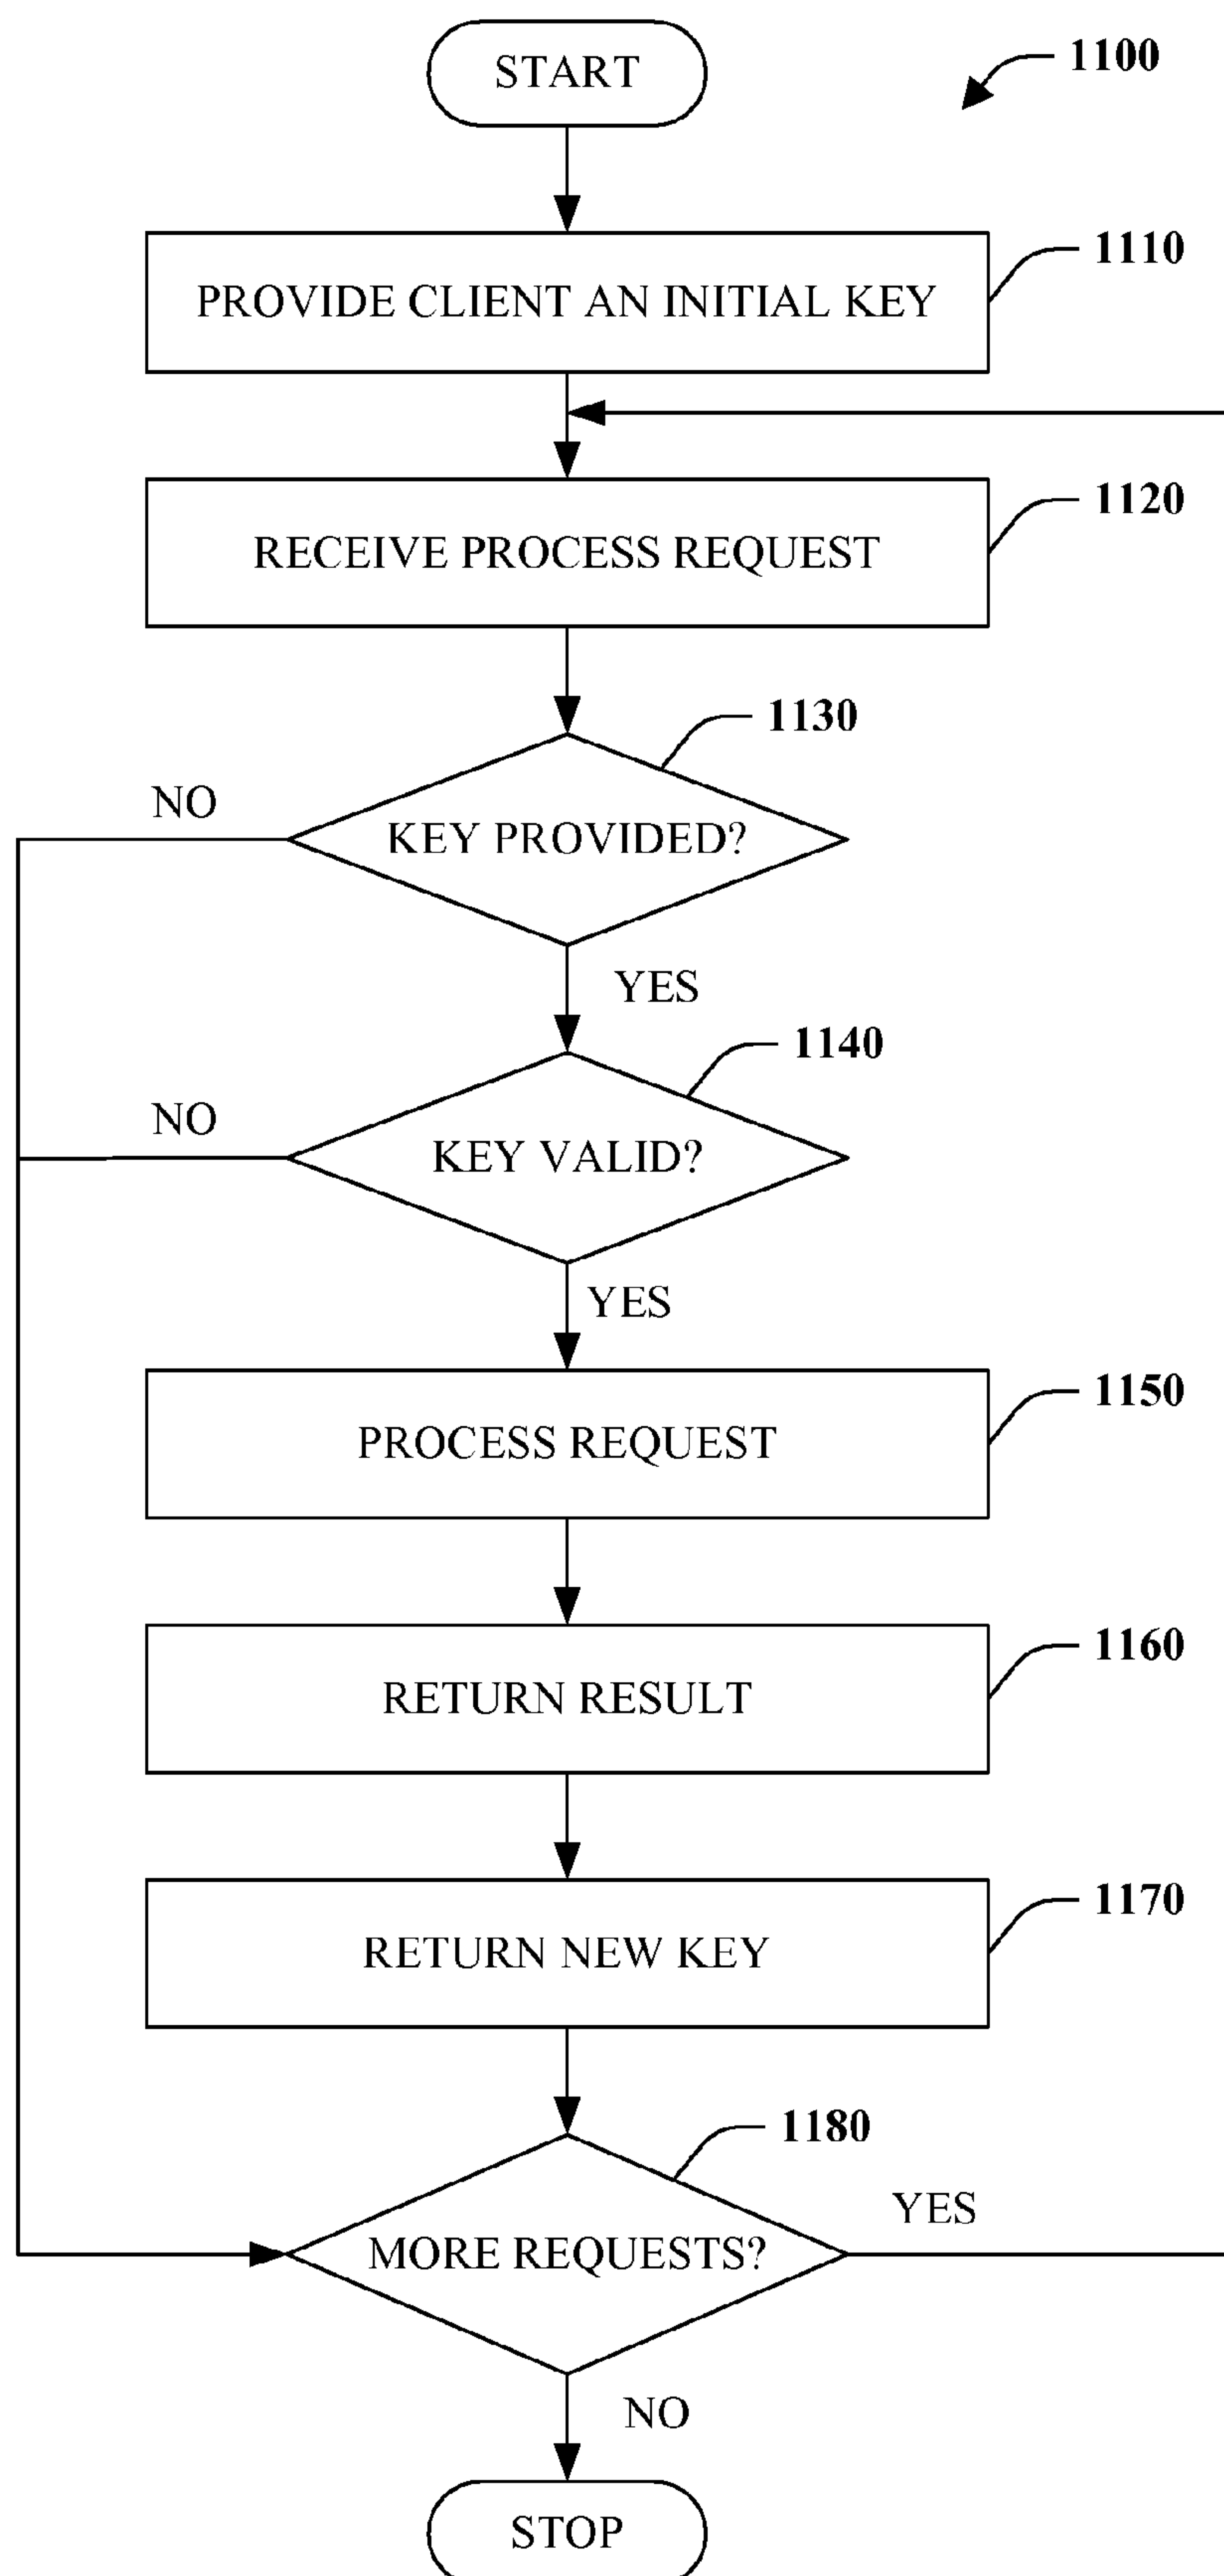 START
1100
PROVIDE CLIENT AN INITIAL KEY
1110
RECEIVE PROCESS REQUEST
1120
1130
NO
KEY PROVIDED?
YES
1140
NO
KEY VALID?
YES
PROCESS REQUEST
1150
RETURN RESULT
1160
RETURN NEW KEY
1170
1180
YES
MORE REQUESTS?
NO
STOP